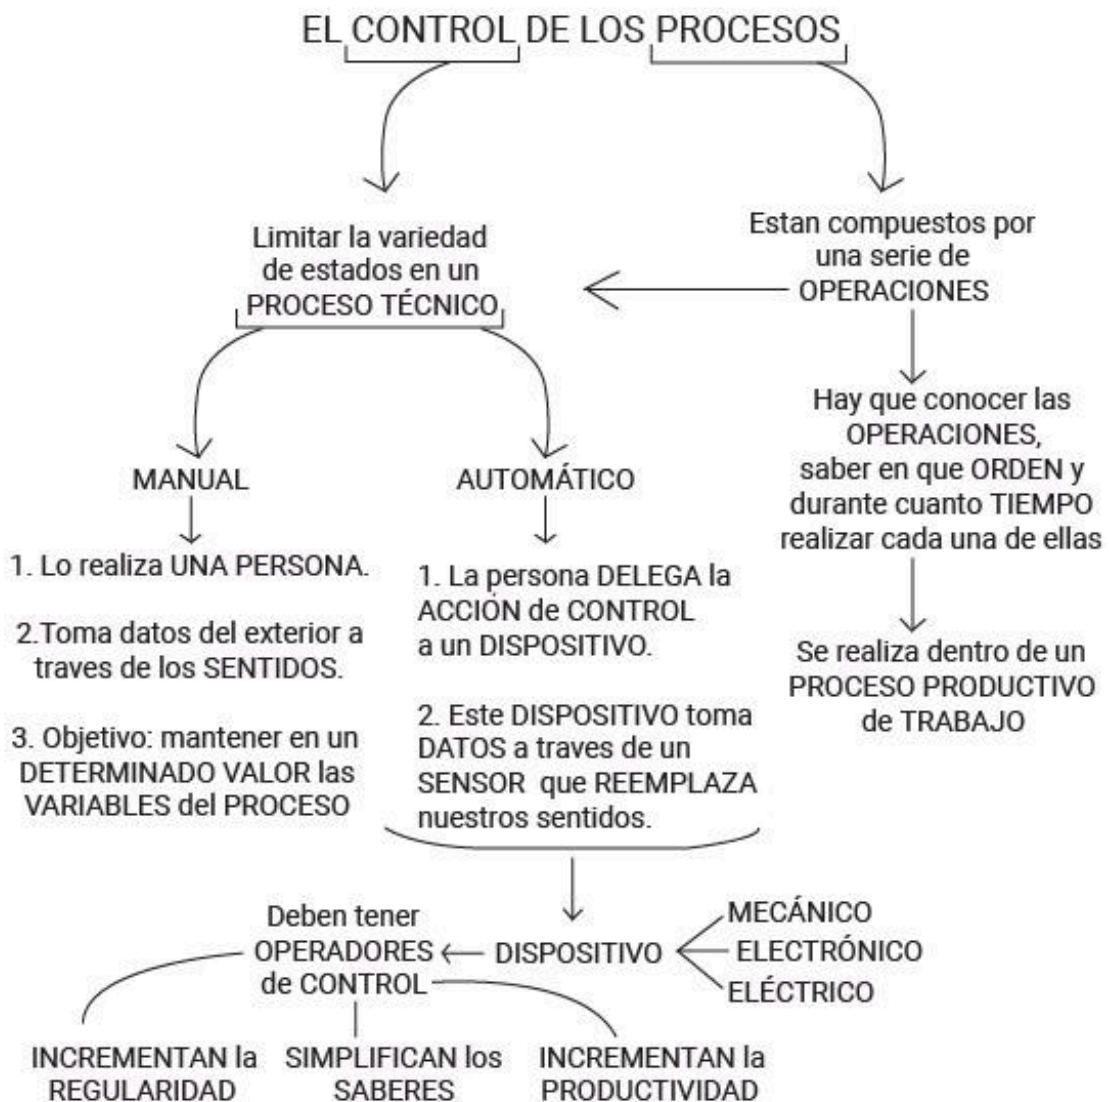 EL CONTROL DE LOS PROCESOS
Limitar la variedad
de estados en un
PROCESO TÉCNICO
Estan compuestos por
una serie de
OPERACIONES
Hay que conocer las
OPERACIONES,
saber en que ORDEN y
durante cuanto TIEMPO
realizar cada una de ellas
Se realiza dentro de un
PROCESO PRODUCTIVO
de TRABAJO
MANUAL
1. Lo realiza UNA PERSONA.
2.Toma datos del exterior a
traves de los SENTIDOS.
3. Objetivo: mantener en un
DETERMINADO VALOR las
VARIABLES del PROCESO
AUTOMÁTICO
1. La persona DELEGA la
ACCIÓN de CONTROL
a un DISPOSITIVO.
2. Este DISPOSITIVO toma
DATOS a traves de un
SENSOR que REEMPLAZA
nuestros sentidos.
DISPOSITIVO
MECÁNICO
ELECTRÓNICO
ELÉCTRICO
Deben tener
OPERADORES
de CONTROL
INCREMENTAN la
REGULARIDAD
SIMPLIFICAN los
SABERES
INCREMENTAN la
PRODUCTIVIDAD